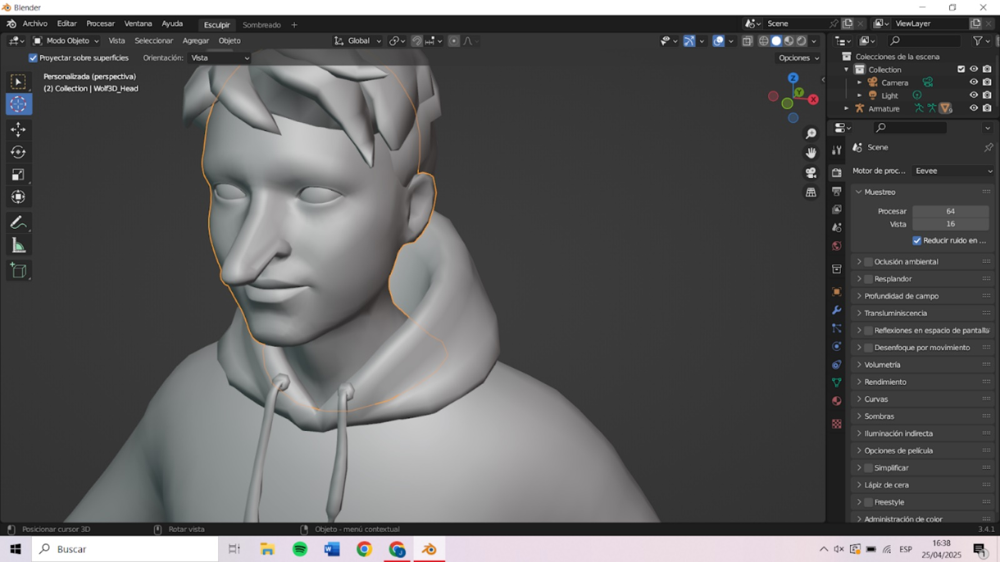 Blender
Archivo Editar Procesar Ventana Ayuda Esculpir Sombreado + Scene ViewLayer
Modo Objeto Vista Seleccionar Agregar Objeto Global
Proyectar sobre superficies Orientación: Vista Opciones
Personalizada (perspectiva)
(2) Collection | Wolf3D_Head
Z
Y
X
Colecciones de la escena
Collection
Camera
Light
Armature 9
Scene
Motor de proc... Eevee
Muestreo
Procesar 64
Vista 16
Reducir ruido en ...
Oclusión ambiental
Resplandor
Profundidad de campo
Transluminiscencia
Reflexiones en espacio de pantalla
Desenfoque por movimiento
Volumetría
Rendimiento
Curvas
Sombras
Iluminación indirecta
Opciones de película
Simplificar
Lápiz de cera
Freestyle
Administración de color
Posicionar cursor 3D Rotar vista Objeto - menú contextual 3.4.1
Buscar ESP 16:38
25/04/2025 1